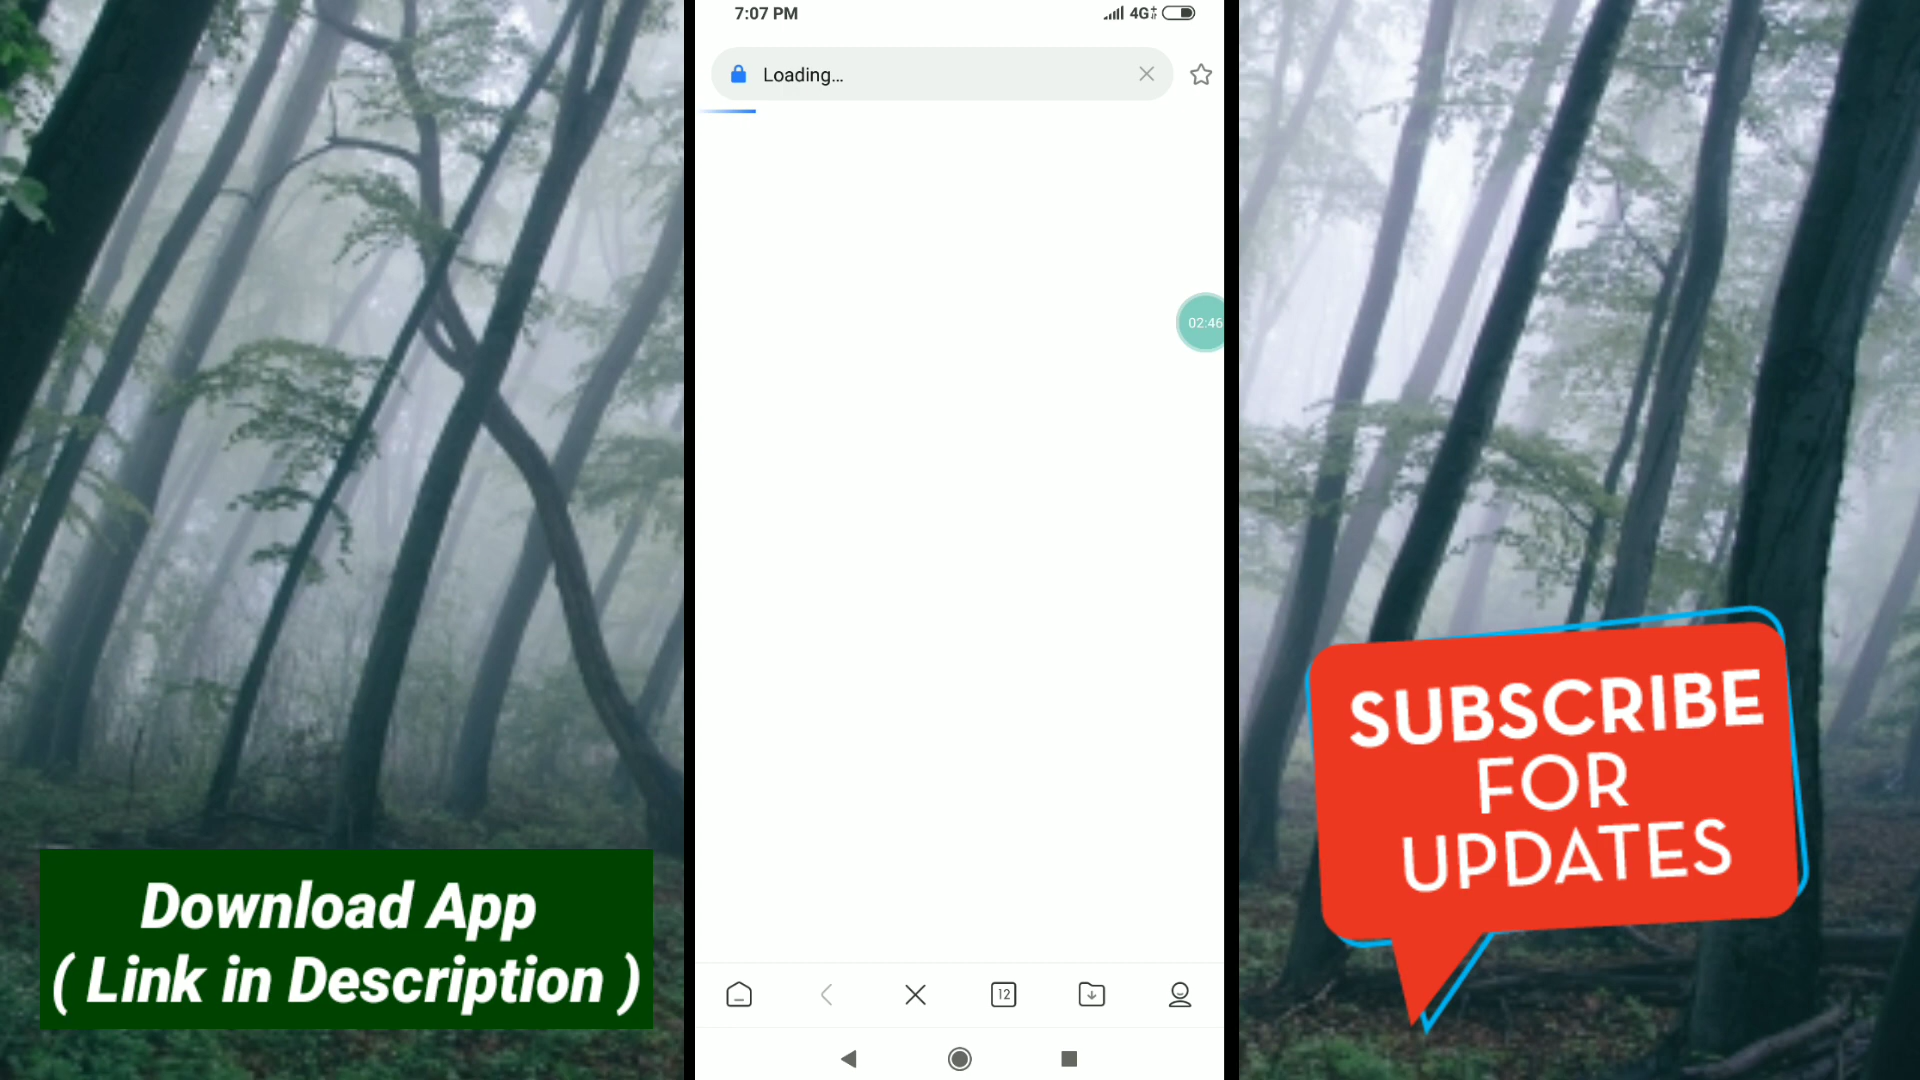 7:07 PM
4G
Loading...
02:46
12
Download App
( Link in Description )
SUBSCRIBE
FOR
UPDATES